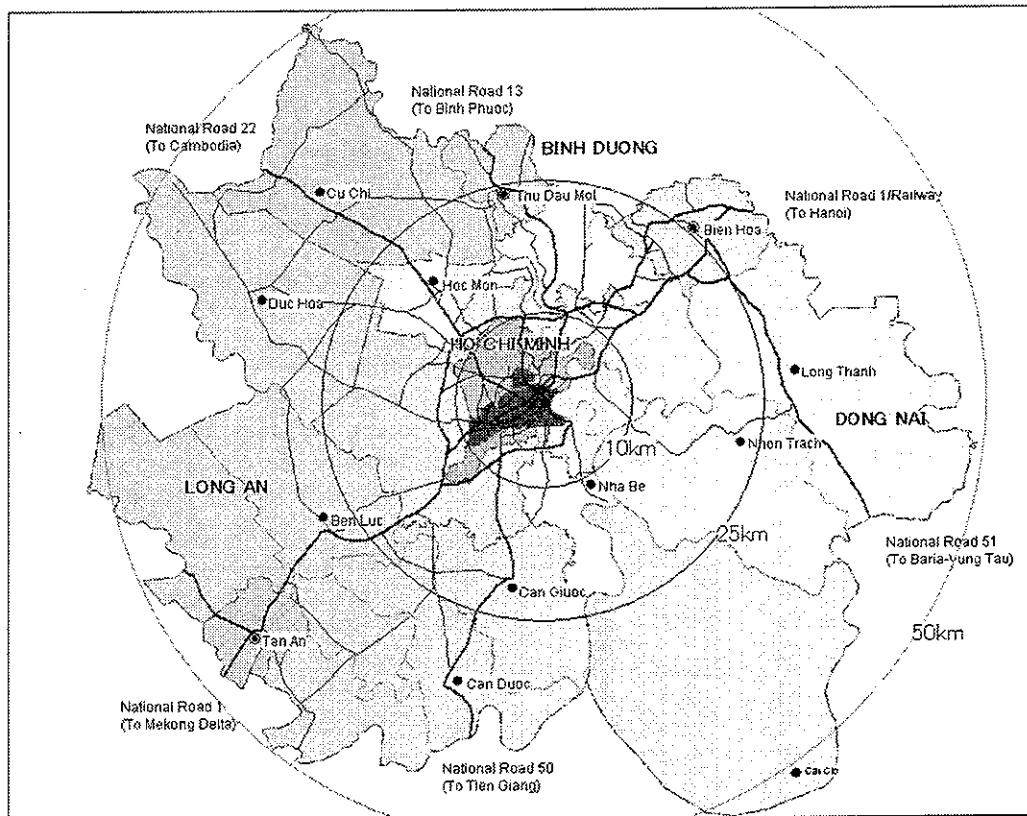 National Road 13
(To Binh Phuoc)
National Road 22
(To Cambodia)
BINH DUONG
Cu Chi
Thu Dau Mot
National Road 1/Railway
(To Hanoi)
Bien Hoa
Hoc Mon
Duc Hoa
HO CHI MINH
Long Thanh
DONG NAI
Nhon Trach
10km
Nha Be
LONG AN
Ben Luc
25km
National Road 51
(To Baria-Vung Tau)
Can Giuoc
50km
Tan An
Can Duoc
National Road 1
(To Mekong Delta)
National Road 50
(To Tien Giang)